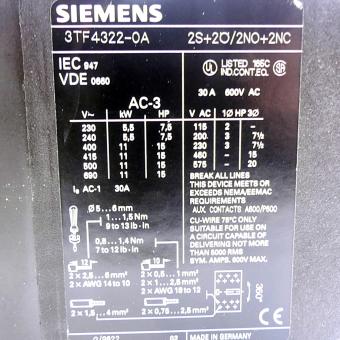 SIEMENS
3TF4322-0A 2S+2Ö/2NO+2NC
IEC 947
VDE 0660
UL LISTED 165C
IND.CONT.EQ.
30 A 600V AC
AC-3
V~ kW HP
230 5,5 7,5
240 5,5 7,5
400 11 15
415 11 15
500 11 15
690 11 15
V AC 1Ø HP 3Ø
115 2 -
200 3 7½
230 3 7½
460 - 15
575 - 20
BREAK ALL LINES
THIS DEVICE MEETS OR
EXCEEDS NEMA/EEMAC
REQUIREMENTS
AUX. CONTACTS A600/P600
CU-WIRE 75°C ONLY
SUITABLE FOR USE ON
A CIRCUIT CAPABLE OF
DELIVERING NOT MORE
THAN 5000 RMS
SYM. AMPS, 600V MAX.
AC-1 30A
Ø 5...6 mm
1...1,5 Nm
9 to 13 lb·in
0,8...1,4 Nm
7 to 12 lb·in
12
2 × 2,5...6 mm²
2 × AWG 14 to 10
2 × 1,5...4 mm²
12
2 × 0,5...1 mm²
2 × 1...2,5 mm²
2 × AWG 18 to 12
2 × 0,75...2,5 mm²
360°
CE
G/9622 02 MADE IN GERMANY